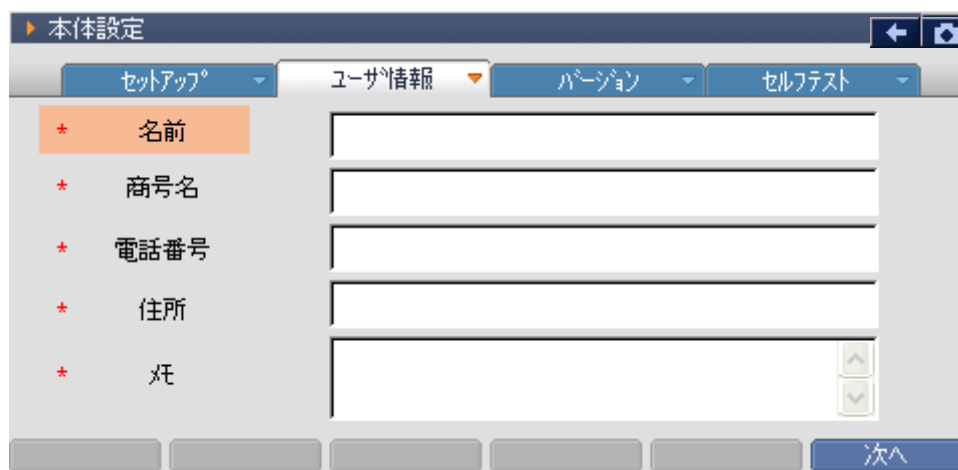 本体設定
ｾｯﾄｱｯﾌﾟ ﾕｰｻﾞ情報 ﾊﾞｰｼﾞｮﾝ ｾﾙﾌﾃｽﾄ
* 名前
* 商号名
* 電話番号
* 住所
* ﾒﾓ
次へ